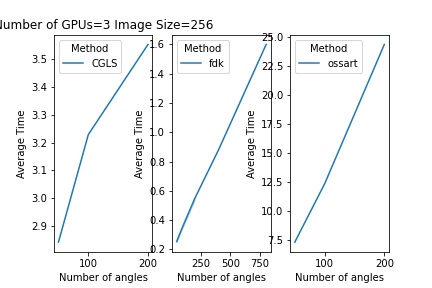 umber of GPUs=3 Image Size=256
Method
CGLS
3.5
3.4
3.3
3.2
3.1
3.0
2.9
Average Time
100
200
Number of angles
Method
fdk
1.6
1.4
1.2
1.0
0.8
0.6
0.4
0.2
Average Time
250
500
750
Number of angles
Method
ossart
25.0
22.5
20.0
17.5
15.0
12.5
10.0
7.5
Average Time
100
200
Number of angles